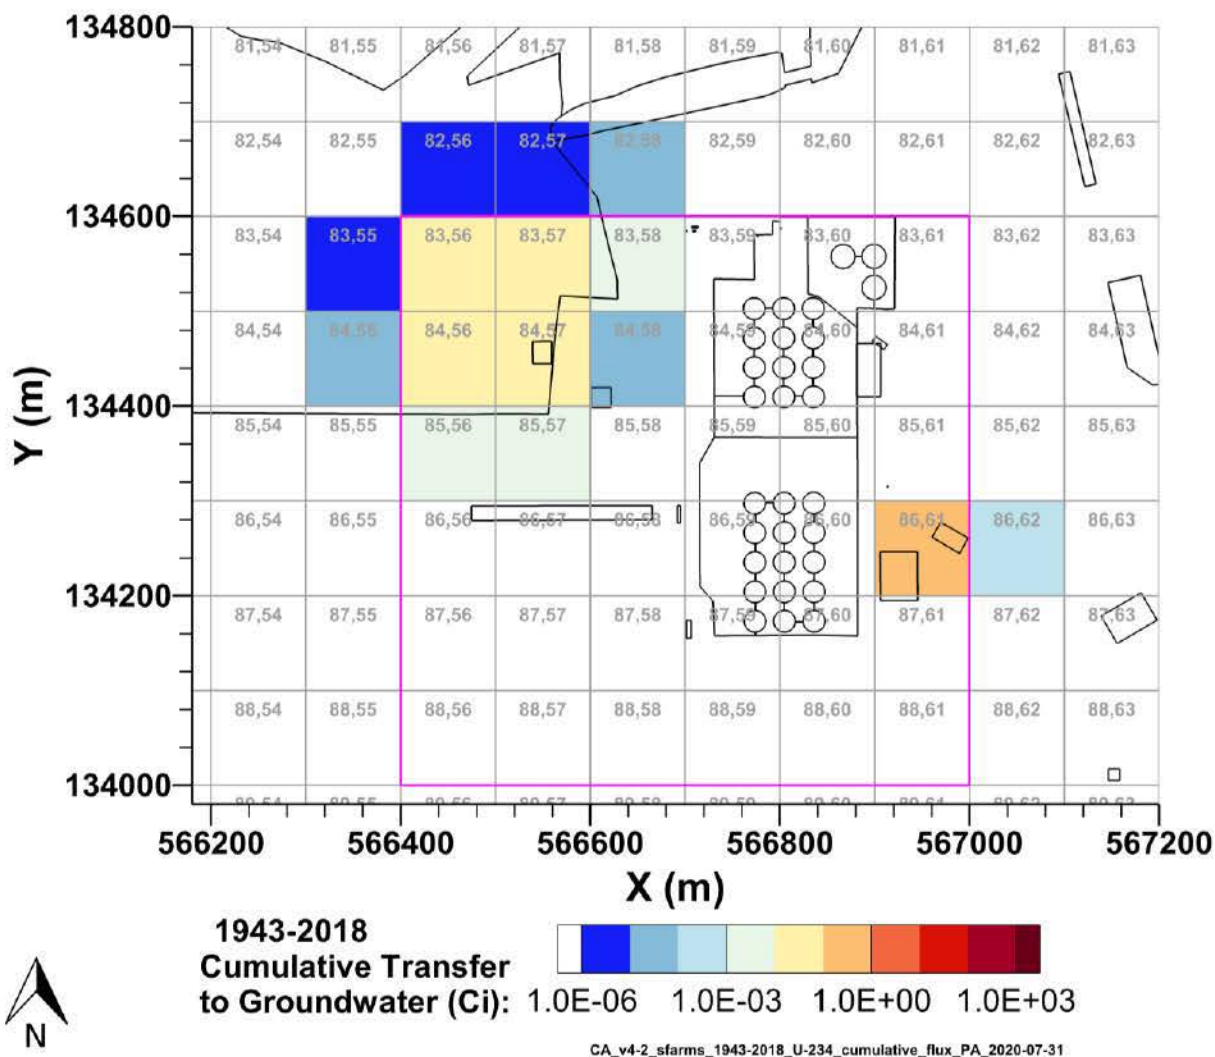 134800
81,54 81,55 81,56 81,57 81,58 81,59 81,60 81,61 81,62 81,63
82,54 82,55 82,56 82,57 82,58 82,59 82,60 82,61 82,62 82,63
134600
83,54 83,55 83,56 83,57 83,58 83,59 83,60 83,61 83,62 83,63
84,54 84,55 84,56 84,57 84,58 84,59 84,60 84,61 84,62 84,63
134400
85,54 85,55 85,56 85,57 85,58 85,59 85,60 85,61 85,62 85,63
Y (m)
86,54 86,55 86,56 86,57 86,58 86,59 86,60 86,61 86,62 86,63
134200
87,54 87,55 87,56 87,57 87,58 87,59 87,60 87,61 87,62 87,63
88,54 88,55 88,56 88,57 88,58 88,59 88,60 88,61 88,62 88,63
134000
566200 566400 566600 566800 567000 567200
X (m)
1943-2018
Cumulative Transfer
to Groundwater (Ci): 1.0E-06 1.0E-03 1.0E+00 1.0E+03
N
CA_v4-2_sfarms_1943-2018_U-234_cumulative_flux_PA_2020-07-31